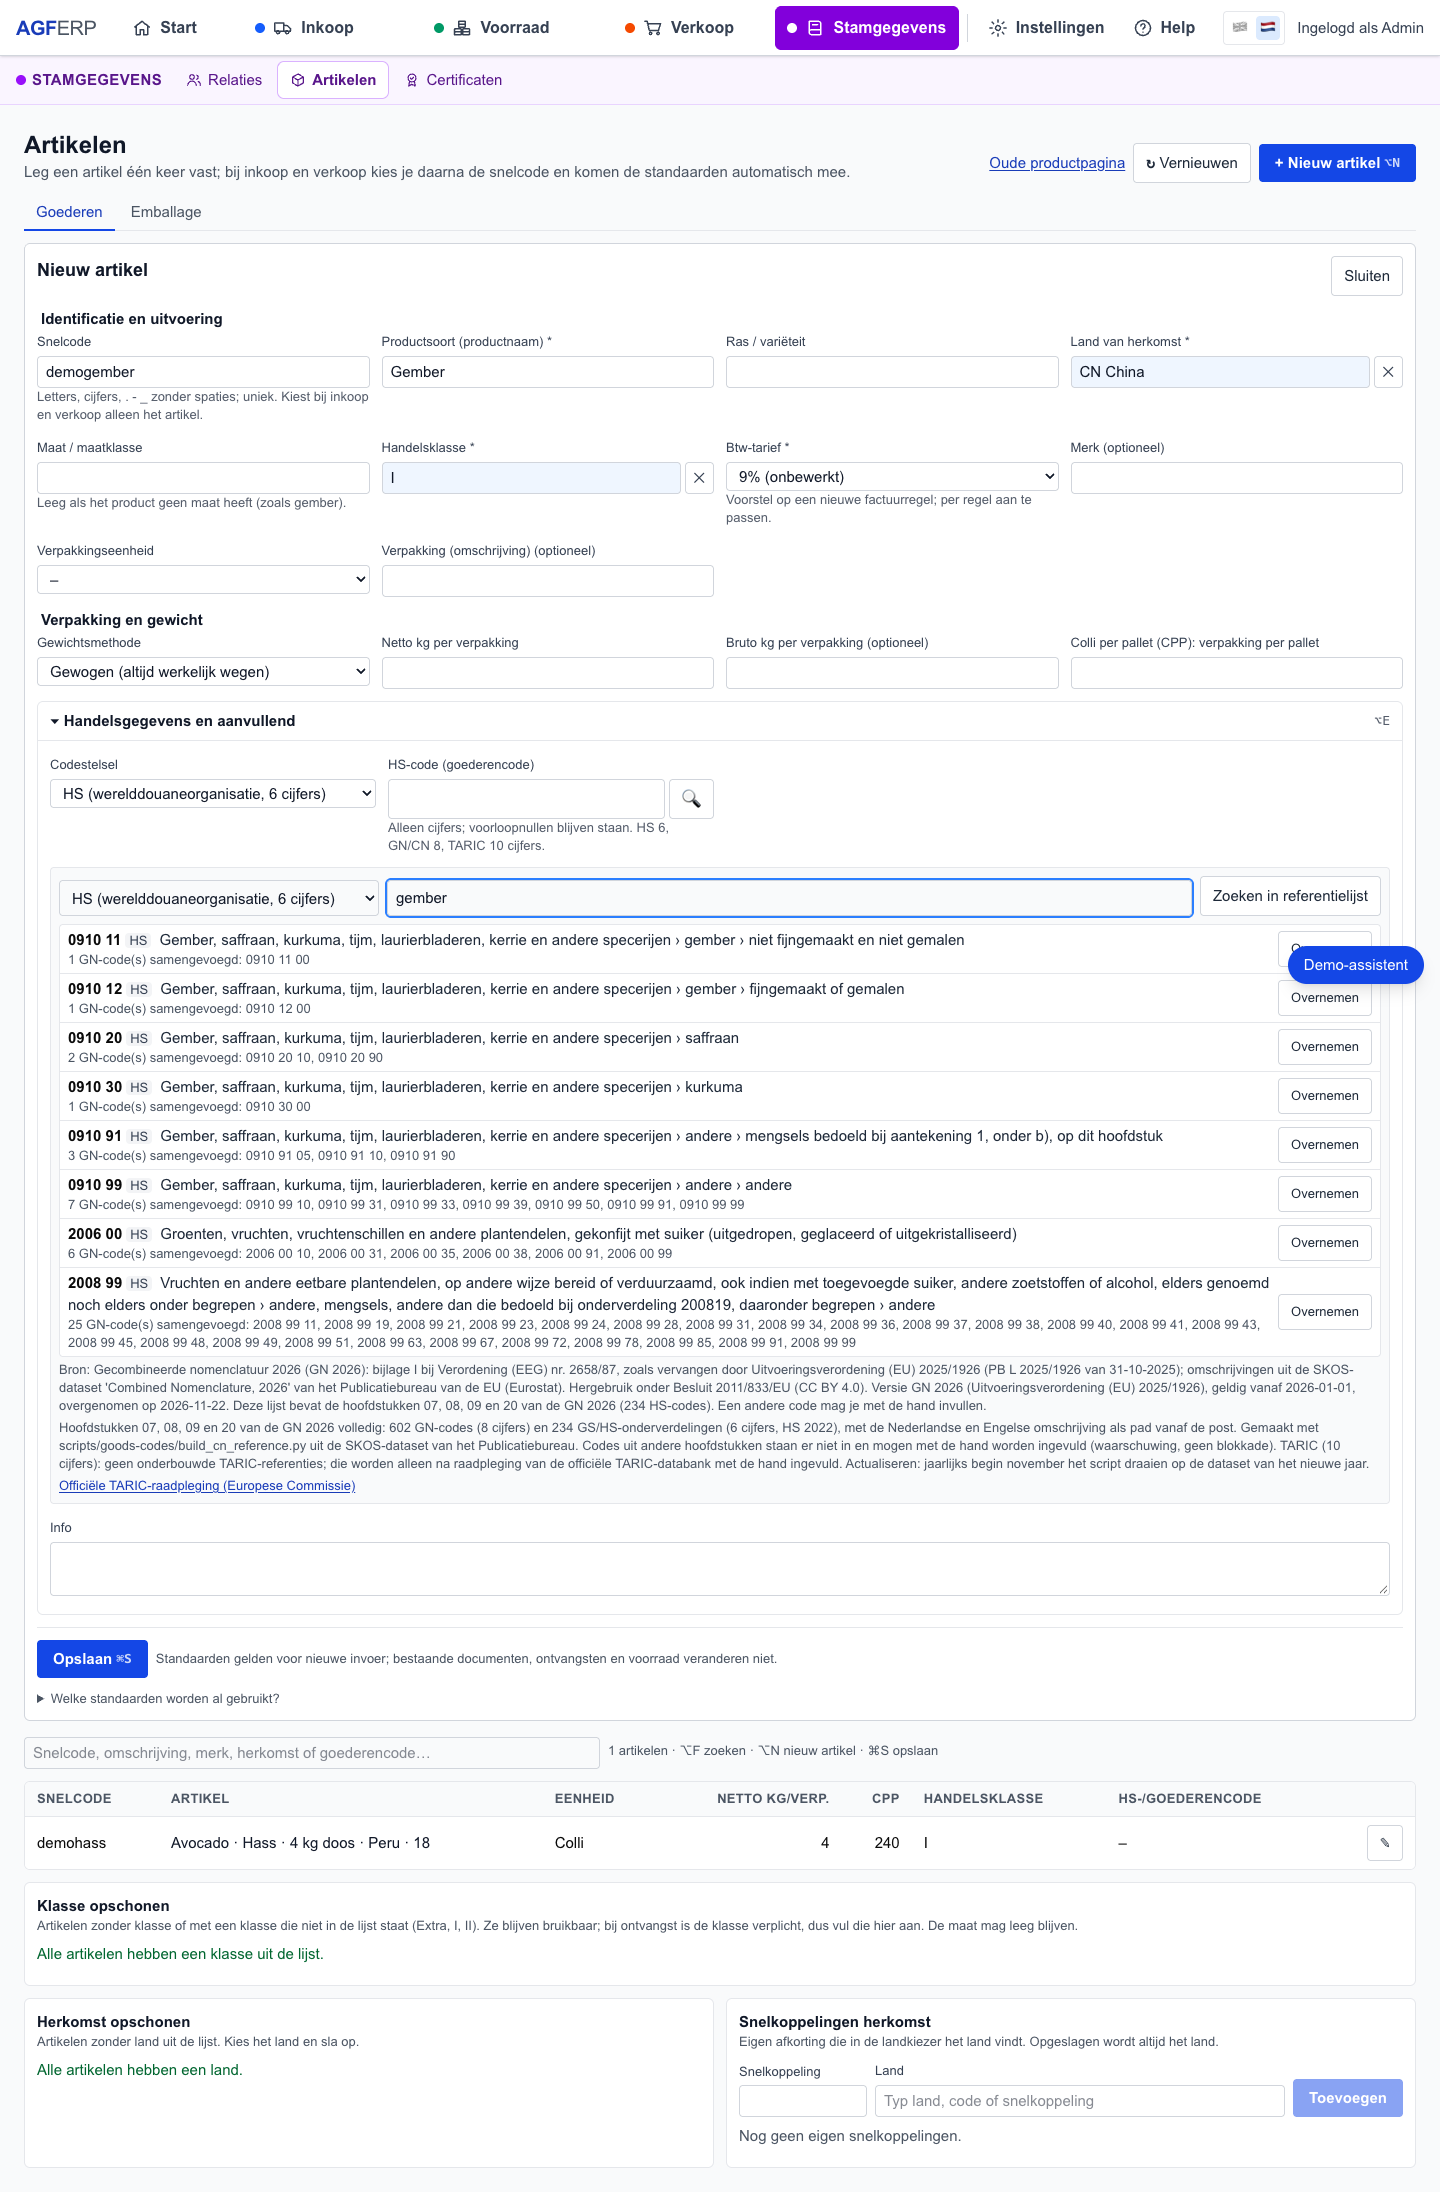 AGFERP Start Inkoop Voorraad Verkoop Stamgegevens Instellingen Help Ingelogd als Admin
STAMGEGEVENS Relaties Artikelen Certificaten
Artikelen
Leg een artikel één keer vast; bij inkoop en verkoop kies je daarna de snelcode en komen de standaarden automatisch mee.
Oude productpagina ↻ Vernieuwen + Nieuw artikel ⌥N
Goederen Emballage
Nieuw artikel
Sluiten
Identificatie en uitvoering
Snelcode Productsoort (productnaam) * Ras / variëteit Land van herkomst *
demogember Gember CN China
Letters, cijfers, . - _ zonder spaties; uniek. Kiest bij inkoop
en verkoop alleen het artikel.
Maat / maatklasse Handelsklasse * Btw-tarief * Merk (optioneel)
I 9% (onbewerkt)
Leeg als het product geen maat heeft (zoals gember). Voorstel op een nieuwe factuurregel; per regel aan te
passen.
Verpakkingseenheid Verpakking (omschrijving) (optioneel)
–
Verpakking en gewicht
Gewichtsmethode Netto kg per verpakking Bruto kg per verpakking (optioneel) Colli per pallet (CPP): verpakking per pallet
Gewogen (altijd werkelijk wegen)
Handelsgegevens en aanvullend ⌥E
Codestelsel HS-code (goederencode)
HS (werelddouaneorganisatie, 6 cijfers)
Alleen cijfers; voorloopnullen blijven staan. HS 6,
GN/CN 8, TARIC 10 cijfers.
HS (werelddouaneorganisatie, 6 cijfers) gember Zoeken in referentielijst
0910 11 HS Gember, saffraan, kurkuma, tijm, laurierbladeren, kerrie en andere specerijen › gember › niet fijngemaakt en niet gemalen
1 GN-code(s) samengevoegd: 0910 11 00
Demo-assistent
0910 12 HS Gember, saffraan, kurkuma, tijm, laurierbladeren, kerrie en andere specerijen › gember › fijngemaakt of gemalen
1 GN-code(s) samengevoegd: 0910 12 00
Overnemen
0910 20 HS Gember, saffraan, kurkuma, tijm, laurierbladeren, kerrie en andere specerijen › saffraan
2 GN-code(s) samengevoegd: 0910 20 10, 0910 20 90
Overnemen
0910 30 HS Gember, saffraan, kurkuma, tijm, laurierbladeren, kerrie en andere specerijen › kurkuma
1 GN-code(s) samengevoegd: 0910 30 00
Overnemen
0910 91 HS Gember, saffraan, kurkuma, tijm, laurierbladeren, kerrie en andere specerijen › andere › mengsels bedoeld bij aantekening 1, onder b), op dit hoofdstuk
3 GN-code(s) samengevoegd: 0910 91 05, 0910 91 10, 0910 91 90
Overnemen
0910 99 HS Gember, saffraan, kurkuma, tijm, laurierbladeren, kerrie en andere specerijen › andere › andere
7 GN-code(s) samengevoegd: 0910 99 10, 0910 99 31, 0910 99 33, 0910 99 39, 0910 99 50, 0910 99 91, 0910 99 99
Overnemen
2006 00 HS Groenten, vruchten, vruchtenschillen en andere plantendelen, gekonfijt met suiker (uitgedropen, geglaceerd of uitgekristalliseerd)
6 GN-code(s) samengevoegd: 2006 00 10, 2006 00 31, 2006 00 35, 2006 00 38, 2006 00 91, 2006 00 99
Overnemen
2008 99 HS Vruchten en andere eetbare plantendelen, op andere wijze bereid of verduurzaamd, ook indien met toegevoegde suiker, andere zoetstoffen of alcohol, elders genoemd
noch elders onder begrepen › andere, mengsels, andere dan die bedoeld bij onderverdeling 200819, daaronder begrepen › andere
25 GN-code(s) samengevoegd: 2008 99 11, 2008 99 19, 2008 99 21, 2008 99 23, 2008 99 24, 2008 99 28, 2008 99 31, 2008 99 34, 2008 99 36, 2008 99 37, 2008 99 38, 2008 99 40, 2008 99 41, 2008 99 43,
2008 99 45, 2008 99 48, 2008 99 49, 2008 99 51, 2008 99 63, 2008 99 67, 2008 99 72, 2008 99 78, 2008 99 85, 2008 99 91, 2008 99 99
Overnemen
Bron: Gecombineerde nomenclatuur 2026 (GN 2026): bijlage I bij Verordening (EEG) nr. 2658/87, zoals vervangen door Uitvoeringsverordening (EU) 2025/1926 (PB L 2025/1926 van 31-10-2025); omschrijvingen uit de SKOS-
dataset 'Combined Nomenclature, 2026' van het Publicatiebureau van de EU (Eurostat). Hergebruik onder Besluit 2011/833/EU (CC BY 4.0). Versie GN 2026 (Uitvoeringsverordening (EU) 2025/1926), geldig vanaf 2026-01-01,
overgenomen op 2026-11-22. Deze lijst bevat de hoofdstukken 07, 08, 09 en 20 van de GN 2026 (234 HS-codes). Een andere code mag je met de hand invullen.
Hoofdstukken 07, 08, 09 en 20 van de GN 2026 volledig: 602 GN-codes (8 cijfers) en 234 GS/HS-onderverdelingen (6 cijfers, HS 2022), met de Nederlandse en Engelse omschrijving als pad vanaf de post. Gemaakt met
scripts/goods-codes/build_cn_reference.py uit de SKOS-dataset van het Publicatiebureau. Codes uit andere hoofdstukken staan er niet in en mogen met de hand worden ingevuld (waarschuwing, geen blokkade). TARIC (10
cijfers): geen onderbouwde TARIC-referenties; die worden alleen na raadpleging van de officiële TARIC-databank met de hand ingevuld. Actualiseren: jaarlijks begin november het script draaien op de dataset van het nieuwe jaar.
Officiële TARIC-raadpleging (Europese Commissie)
Info
Opslaan ⌘S Standaarden gelden voor nieuwe invoer; bestaande documenten, ontvangsten en voorraad veranderen niet.
Welke standaarden worden al gebruikt?
Snelcode, omschrijving, merk, herkomst of goederencode… 1 artikelen · ⌥F zoeken · ⌥N nieuw artikel · ⌘S opslaan
SNELCODE ARTIKEL EENHEID NETTO KG/VERP. CPP HANDELSKLASSE HS-/GOEDERENCODE
demohass Avocado · Hass · 4 kg doos · Peru · 18 Colli 4 240 I –
Klasse opschonen
Artikelen zonder klasse of met een klasse die niet in de lijst staat (Extra, I, II). Ze blijven bruikbaar; bij ontvangst is de klasse verplicht, dus vul die hier aan. De maat mag leeg blijven.
Alle artikelen hebben een klasse uit de lijst.
Herkomst opschonen
Artikelen zonder land uit de lijst. Kies het land en sla op.
Alle artikelen hebben een land.
Snelkoppelingen herkomst
Eigen afkorting die in de landkiezer het land vindt. Opgeslagen wordt altijd het land.
Snelkoppeling Land
Typ land, code of snelkoppeling Toevoegen
Nog geen eigen snelkoppelingen.